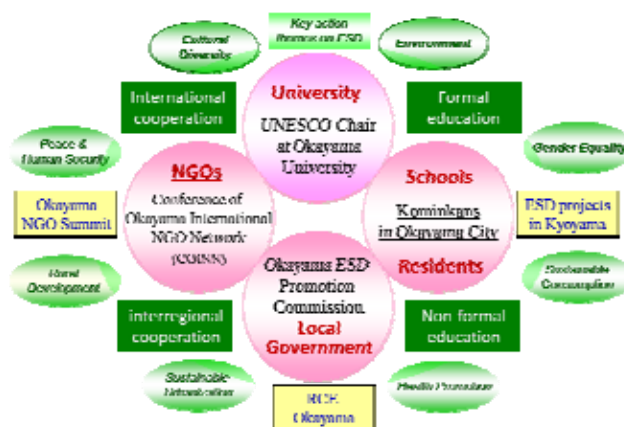 Key action
themes on ESD
Cultural
Diversity
Environment
University
UNESCO Chair
at Okayama
University
International
cooperation
Formal
education
Peace &
Human Security
Gender Equality
NGOs
Conference of
Okayama International
NGO Network
Schools
Kominkans
in Okayama City
Residents
Okayama
NGO Summit
ESD projects
in Kyoyama
Okayama ESD
Promotion
Commission
Local
Government
Rural
Development
Sustainable
Consumption
interregional
cooperation
Non formal
education
Sustainable
Urbanization
Health Promotion
RCE
Okayama